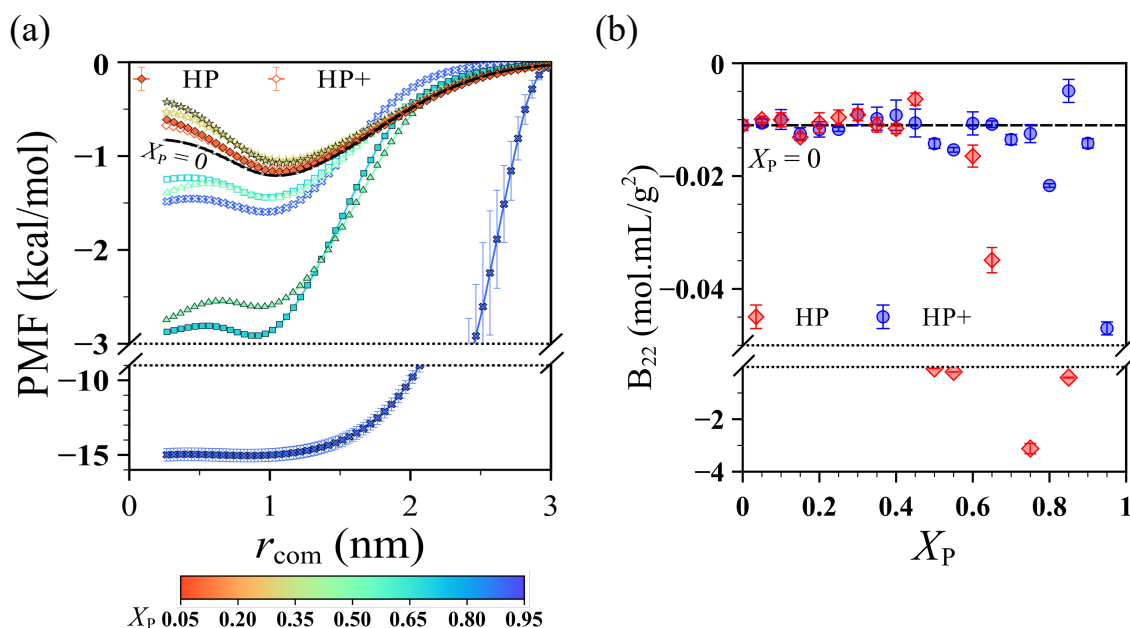 (a)
(b)
HP
HP+
X_P = 0
PMF (kcal/mol)
0
−1
−2
−3
−10
−15
0
1
2
3
r_com (nm)
X_P
0.05
0.20
0.35
0.50
0.65
0.80
0.95
0
−0.02
−0.04
−2
−4
X_P = 0
HP
HP+
B_22 (mol.mL/g^2)
0
0.2
0.4
0.6
0.8
1
X_P